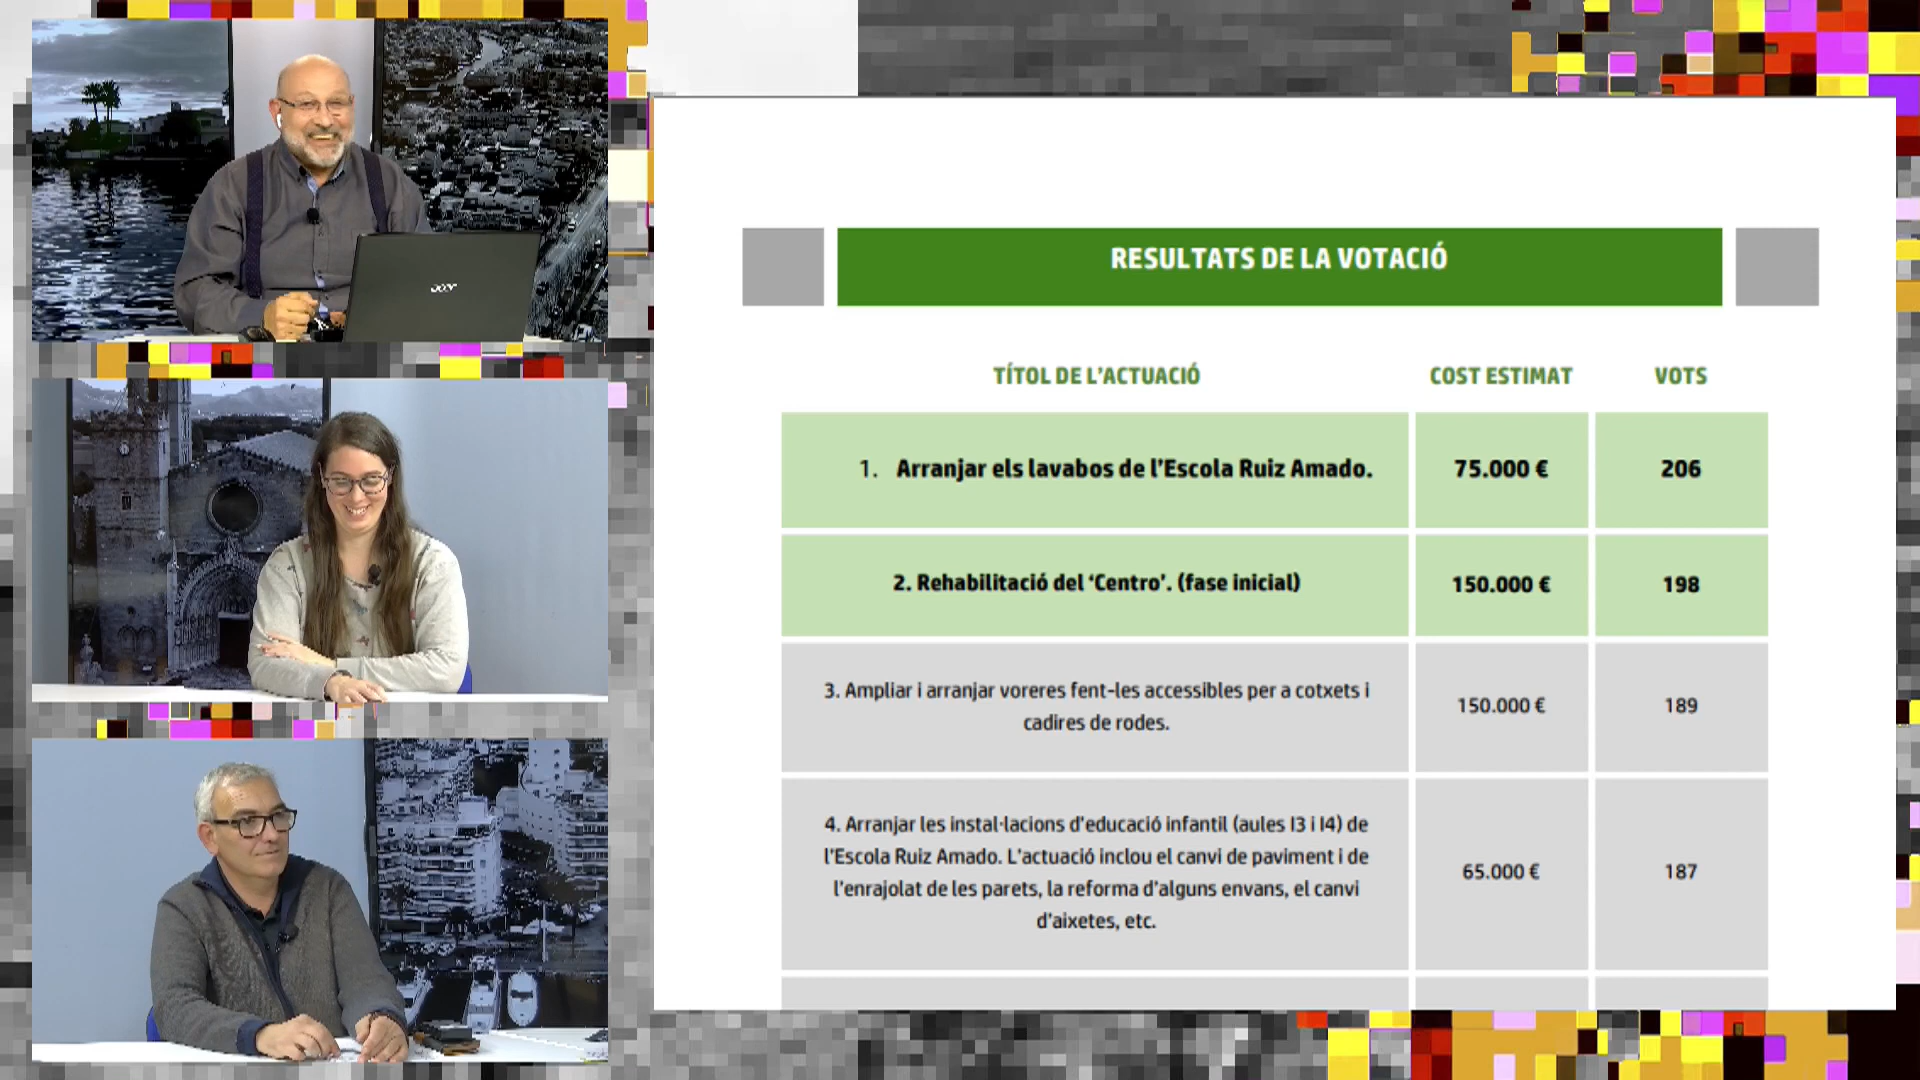 acer
RESULTATS DE LA VOTACIÓ
TÍTOL DE L'ACTUACIÓ COST ESTIMAT VOTS
1. Arranjar els lavabos de l'Escola Ruiz Amado. 75.000 € 206
2. Rehabilitació del ‘Centro’. (fase inicial) 150.000 € 198
3. Ampliar i arranjar voreres fent-les accessibles per a cotxets i
cadires de rodes.
150.000 € 189
4. Arranjar les instal·lacions d'educació infantil (aules I3 i I4) de
l'Escola Ruiz Amado. L'actuació inclou el canvi de paviment i de
l'enrajolat de les parets, la reforma d'alguns envans, el canvi
d'aixetes, etc.
65.000 € 187